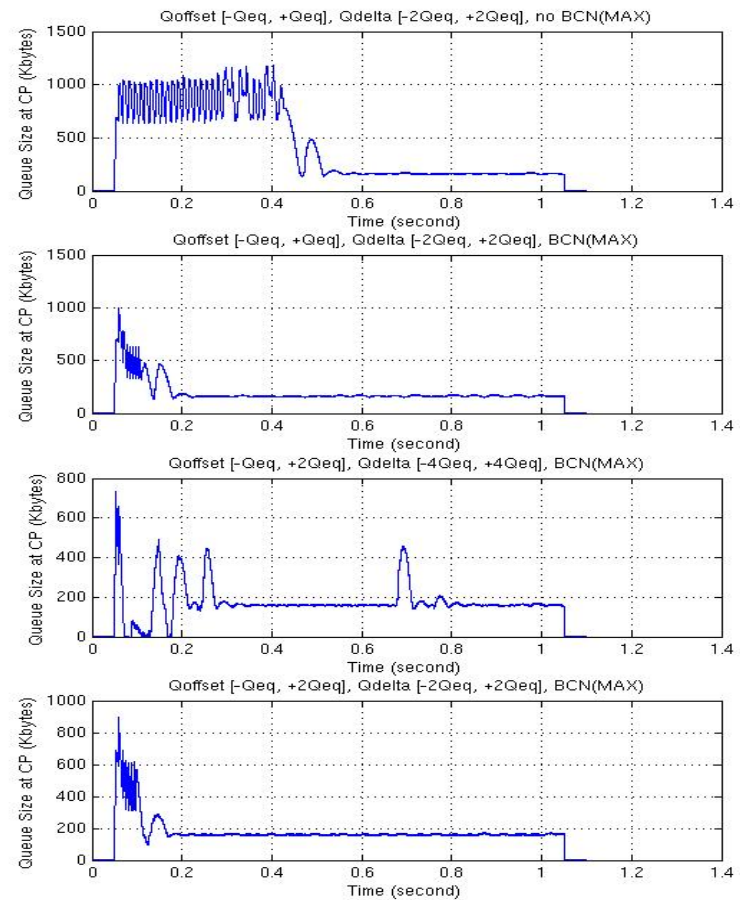 Qoffset [-Qeq, +Qeq], Qdelta [-2Qeq, +2Qeq], no BCN(MAX)
Queue Size at CP (Kbytes)
1500
1000
500
0
0 0.2 0.4 0.6 0.8 1 1.2 1.4
Time (second)
Qoffset [-Qeq, +Qeq], Qdelta [-2Qeq, +2Qeq], BCN(MAX)
Queue Size at CP (Kbytes)
1500
1000
500
0
0 0.2 0.4 0.6 0.8 1 1.2 1.4
Time (second)
Qoffset [-Qeq, +2Qeq], Qdelta [-4Qeq, +4Qeq], BCN(MAX)
Queue Size at CP (Kbytes)
800
600
400
200
0
0 0.2 0.4 0.6 0.8 1 1.2 1.4
Time (second)
Qoffset [-Qeq, +2Qeq], Qdelta [-2Qeq, +2Qeq], BCN(MAX)
Queue Size at CP (Kbytes)
1000
800
600
400
200
0
0 0.2 0.4 0.6 0.8 1 1.2 1.4
Time (second)